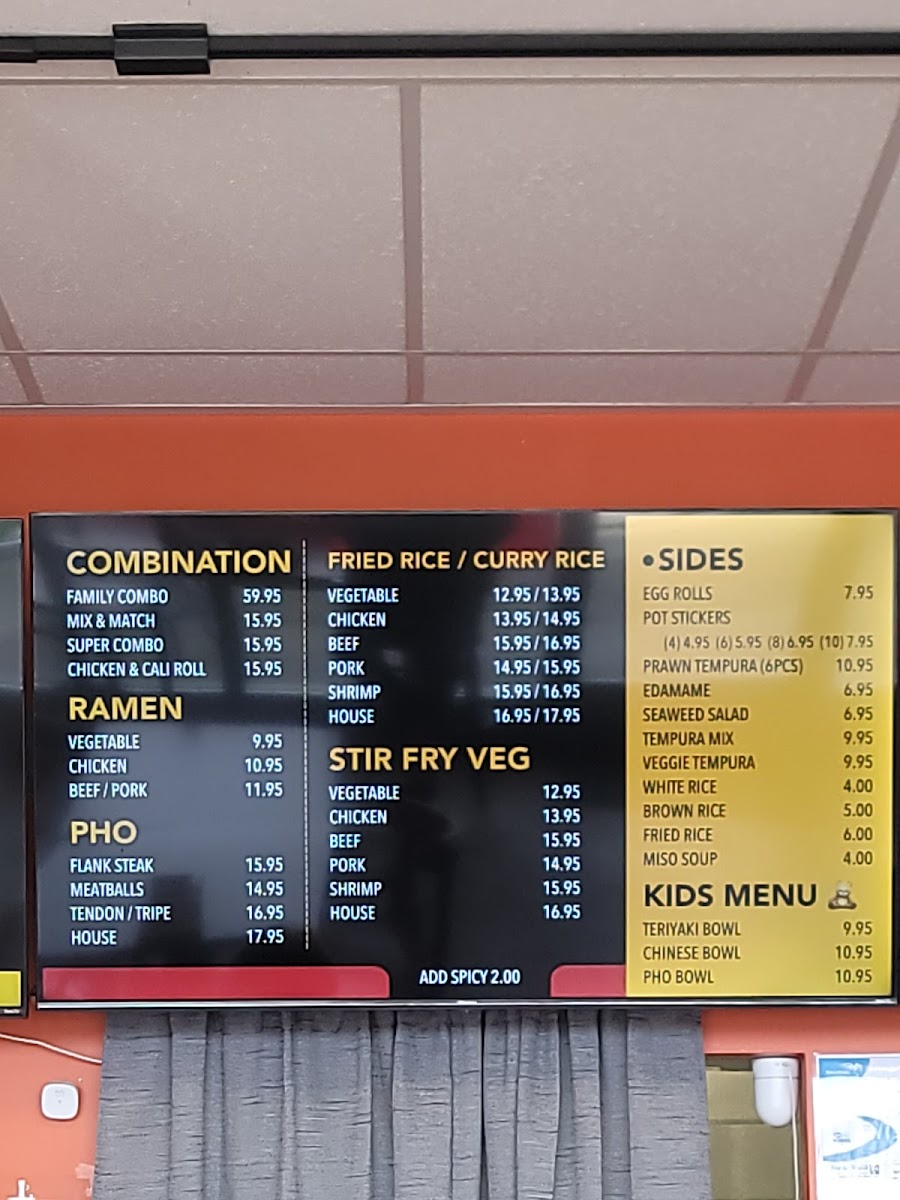 COMBINATION
FAMILY COMBO 59.95
MIX & MATCH 15.95
SUPER COMBO 15.95
CHICKEN & CALI ROLL 15.95
RAMEN
VEGETABLE 9.95
CHICKEN 10.95
BEEF / PORK 11.95
PHO
FLANK STEAK 15.95
MEATBALLS 14.95
TENDON / TRIPE 16.95
HOUSE 17.95
FRIED RICE / CURRY RICE
VEGETABLE 12.95 / 13.95
CHICKEN 13.95 / 14.95
BEEF 15.95 / 16.95
PORK 14.95 / 15.95
SHRIMP 15.95 / 16.95
HOUSE 16.95 / 17.95
STIR FRY VEG
VEGETABLE 12.95
CHICKEN 13.95
BEEF 15.95
PORK 14.95
SHRIMP 15.95
HOUSE 16.95
ADD SPICY 2.00
•SIDES
EGG ROLLS 7.95
POT STICKERS
(4) 4.95 (6) 5.95 (8) 6.95 (10) 7.95
PRAWN TEMPURA (6PCS) 10.95
EDAMAME 6.95
SEAWEED SALAD 6.95
TEMPURA MIX 9.95
VEGGIE TEMPURA 9.95
WHITE RICE 4.00
BROWN RICE 5.00
FRIED RICE 6.00
MISO SOUP 4.00
KIDS MENU
TERIYAKI BOWL 9.95
CHINESE BOWL 10.95
PHO BOWL 10.95